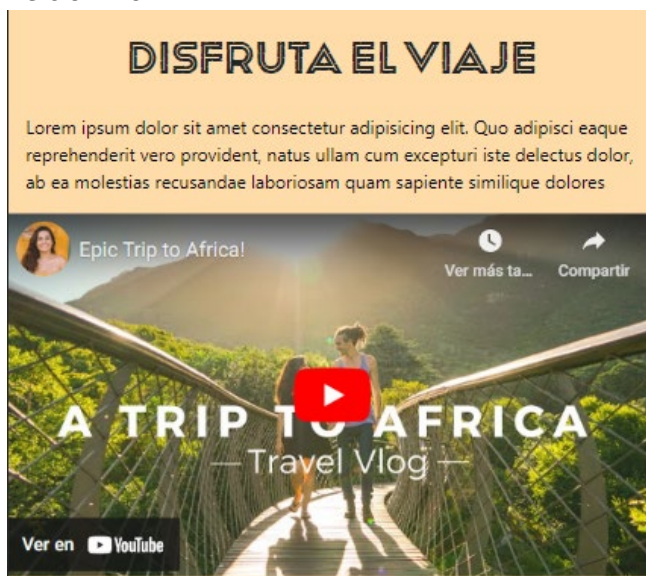 DISFRUTA EL VIAJE
Lorem ipsum dolor sit amet consectetur adipisicing elit. Quo adipisci eaque
reprehenderit vero provident, natus ullam cum excepturi iste delectus dolor,
ab ea molestias recusandae laboriosam quam sapiente similique dolores
Epic Trip to Africa!
Ver más ta... Compartir
A TRIP TO AFRICA
— Travel Vlog —
Ver en YouTube